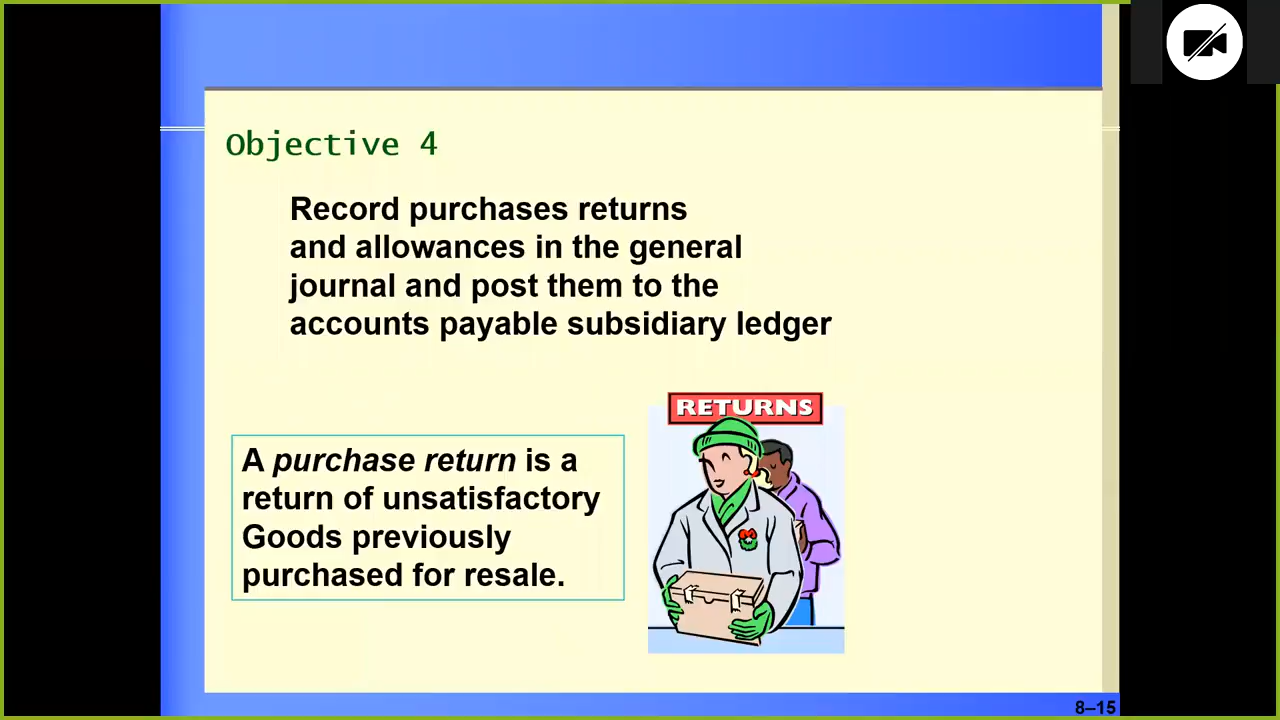 Objective 4
Record purchases returns
and allowances in the general
journal and post them to the
accounts payable subsidiary ledger
RETURNS
A purchase return is a
return of unsatisfactory
Goods previously
purchased for resale.
8–15